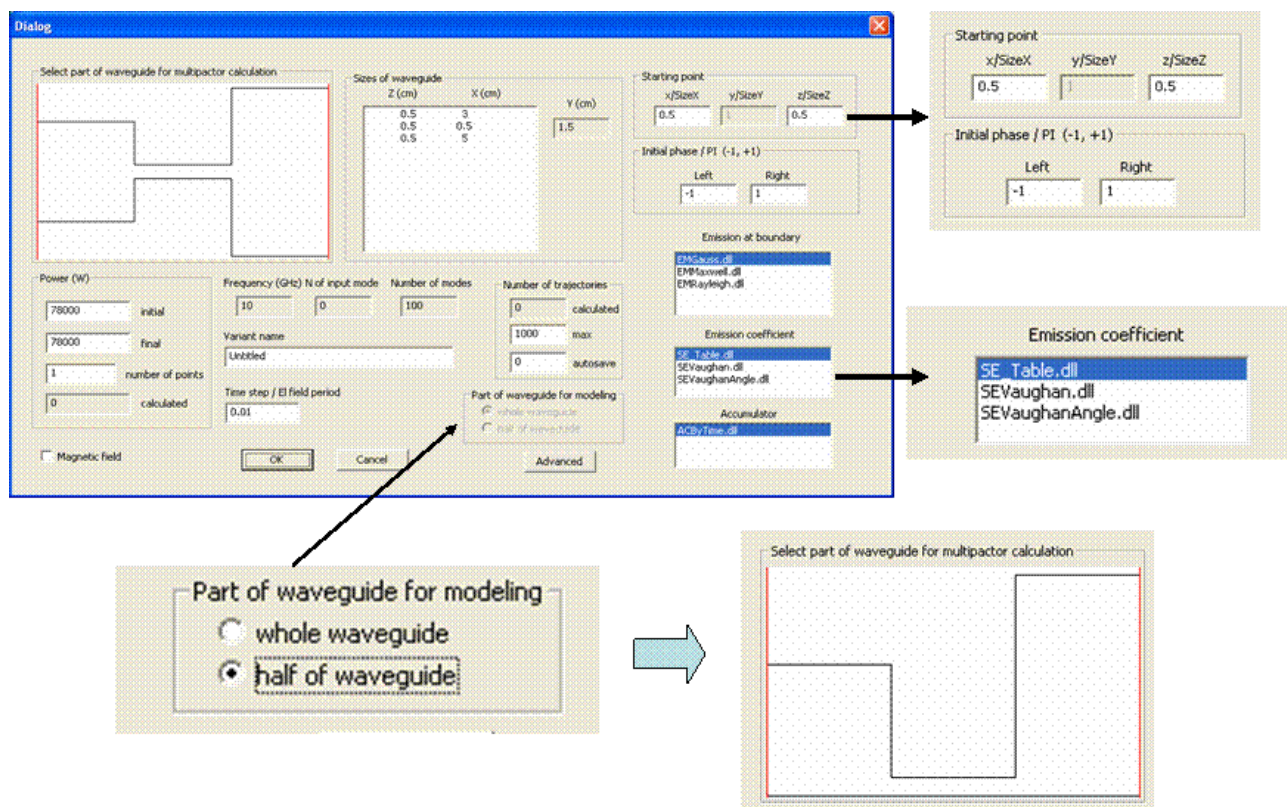 Dialog
Select part of waveguide for multipactor calculation
Sizes of waveguide
Z (cm) X (cm)
0.5 3
0.5 0.5
0.5 5
Y (cm)
1.5
Starting point
x/SizeX y/SizeY z/SizeZ
0.5 1 0.5
Initial phase / PI (-1, +1)
Left Right
-1 1
Power (W)
78000 initial
78000 final
1 number of points
0 calculated
Magnetic field
Frequency (GHz) N of input mode Number of modes
10 0 100
Variant name
Untitled
Time step / El field period
0.01
OK Cancel
Number of trajectories
0 calculated
1000 max
0 autosave
Part of waveguide for modeling
whole waveguide
half of waveguide
Advanced
Emission at boundary
EMGauss.dll
EMMaxwell.dll
EMRayleigh.dll
Emission coefficient
SE_Table.dll
SEVaughan.dll
SEVaughanAngle.dll
Accumulator
ACByTime.dll
Starting point
x/SizeX y/SizeY z/SizeZ
0.5 1 0.5
Initial phase / PI (-1, +1)
Left Right
-1 1
Emission coefficient
SE_Table.dll
SEVaughan.dll
SEVaughanAngle.dll
Part of waveguide for modeling
whole waveguide
half of waveguide
Select part of waveguide for multipactor calculation